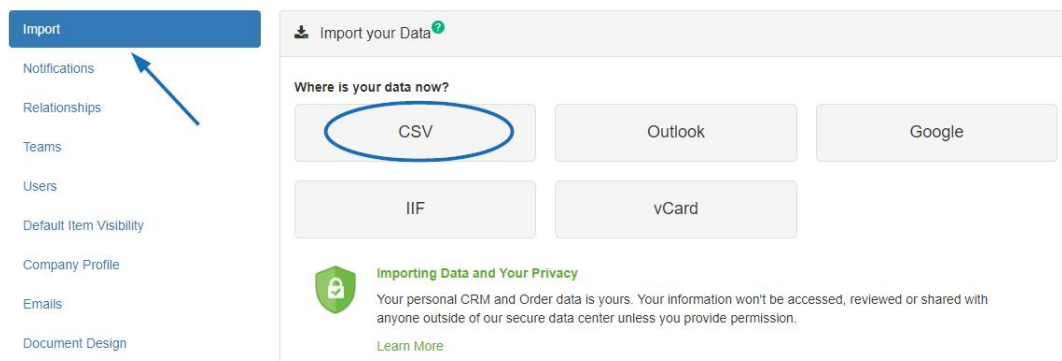 Import
Notifications
Relationships
Teams
Users
Default Item Visibility
Company Profile
Emails
Document Design
Import your Data?
Where is your data now?
CSV
Outlook
Google
IIF
vCard
Importing Data and Your Privacy
Your personal CRM and Order data is yours. Your information won't be accessed, reviewed or shared with
anyone outside of our secure data center unless you provide permission.
Learn More